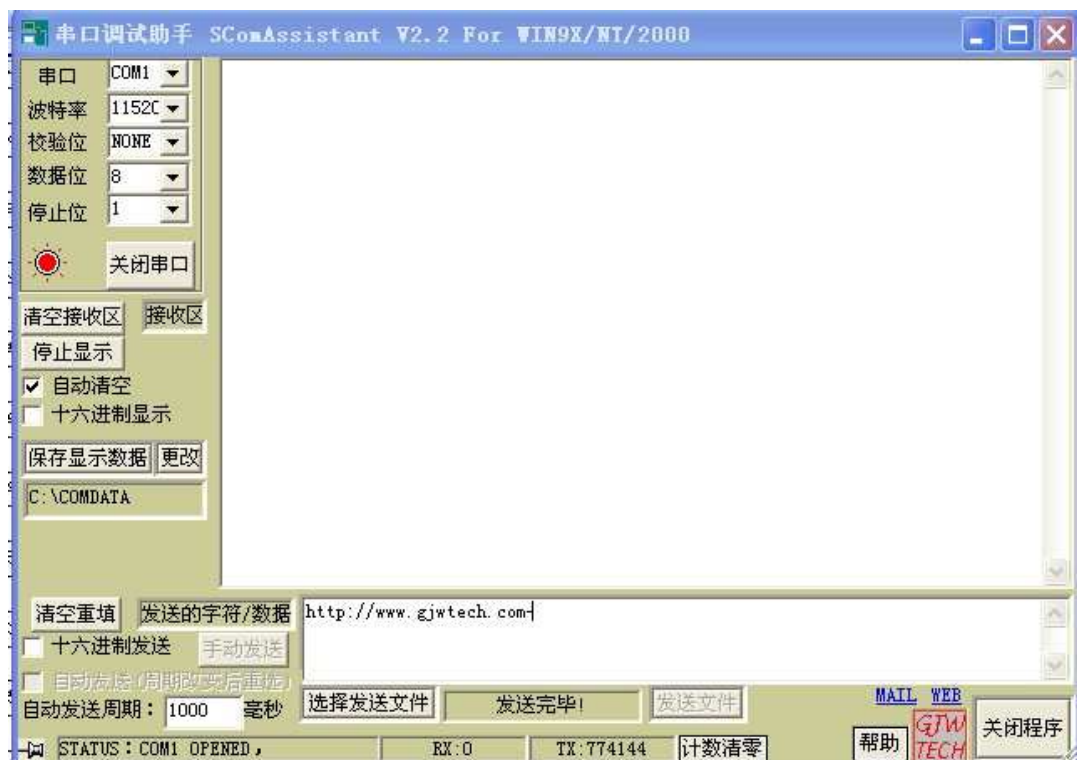 串口调试助手 SComAssistant V2.2 For WIN9X/NT/2000
串口 COM1
波特率 1152C
校验位 NONE
数据位 8
停止位 1
关闭串口
清空接收区 接收区
停止显示
自动清空
十六进制显示
保存显示数据 更改
C:\COMDATA
清空重填 发送的字符/数据 http://www.gjwtech.com
十六进制发送 手动发送
自动发送(周期改变后重选)
自动发送周期: 1000 毫秒 选择发送文件 发送完毕! 发送文件 MAIL WEB
STATUS:COM1 OPENED, RX:0 TX:774144 计数清零 帮助 GJW TECH 关闭程序